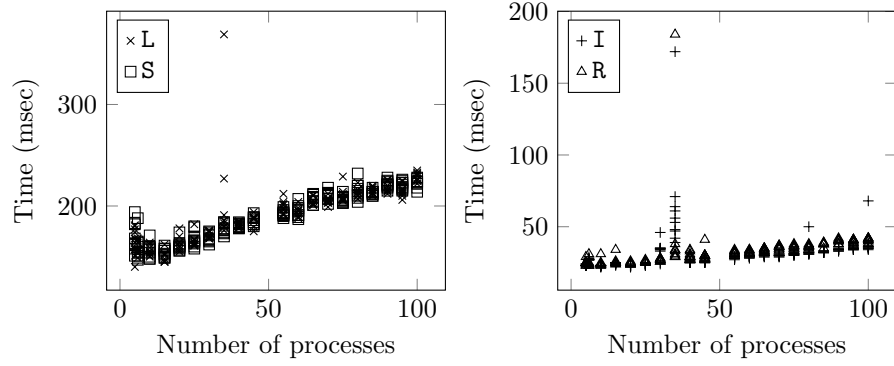 L
S
300
200
0
50
100
Time (msec)
Number of processes
I
R
200
150
100
50
0
50
100
Time (msec)
Number of processes